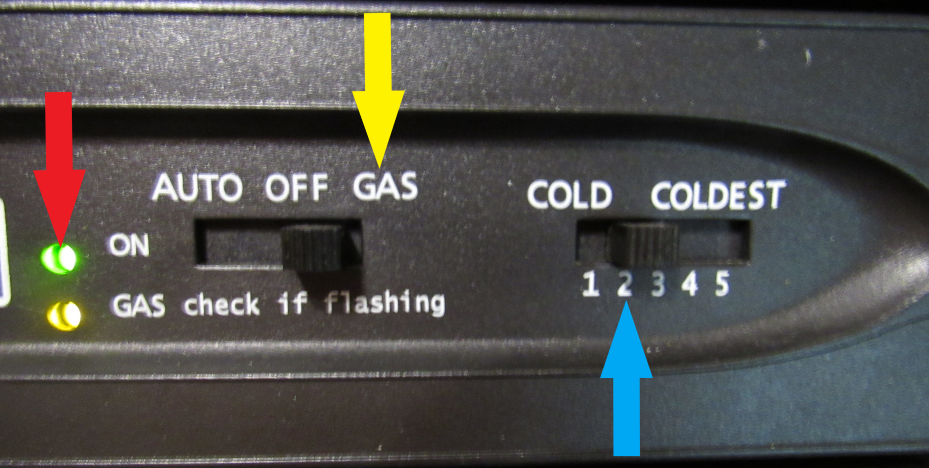 AUTO OFF GAS
COLD COLDEST
ON
1 2 3 4 5
GAS check if flashing